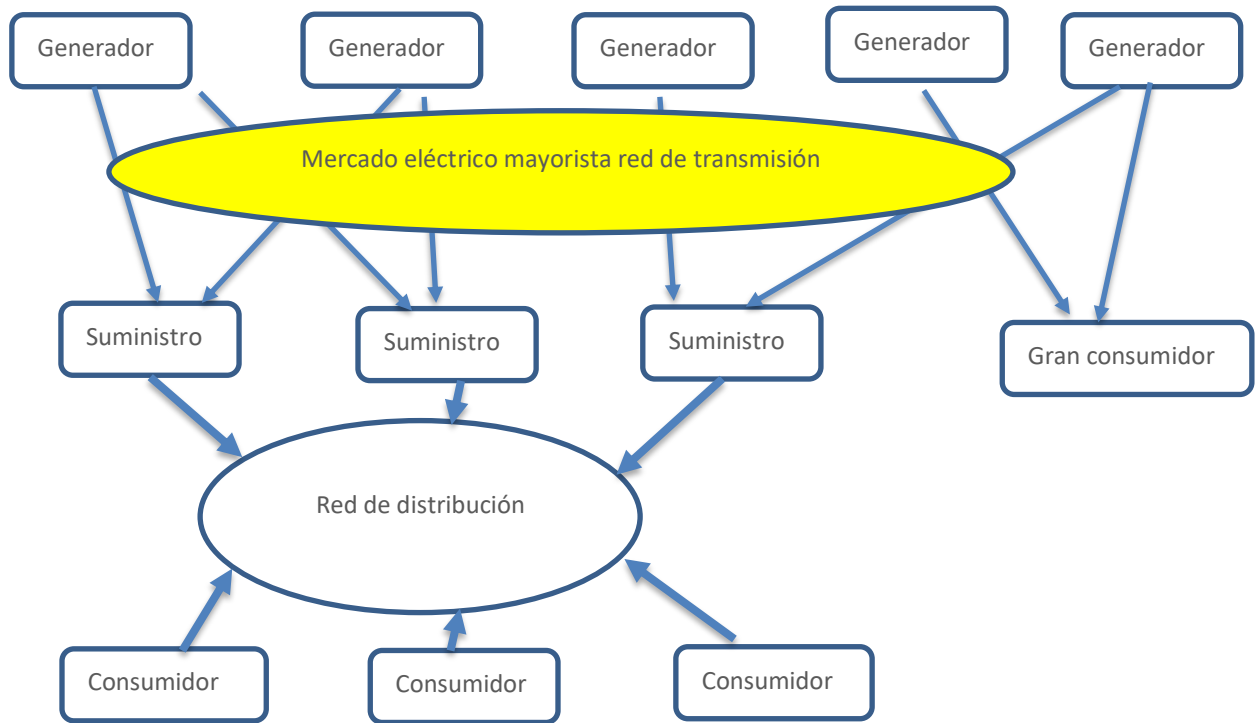 Generador
Generador
Generador
Generador
Generador
Mercado eléctrico mayorista red de transmisión
Suministro
Suministro
Suministro
Gran consumidor
Red de distribución
Consumidor
Consumidor
Consumidor